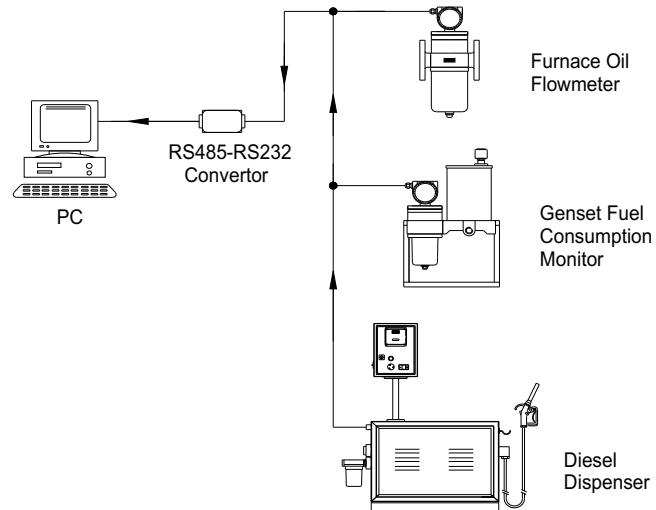 Furnace Oil
Flowmeter
RS485-RS232
Convertor
PC
Genset Fuel
Consumption
Monitor
Diesel
Dispenser